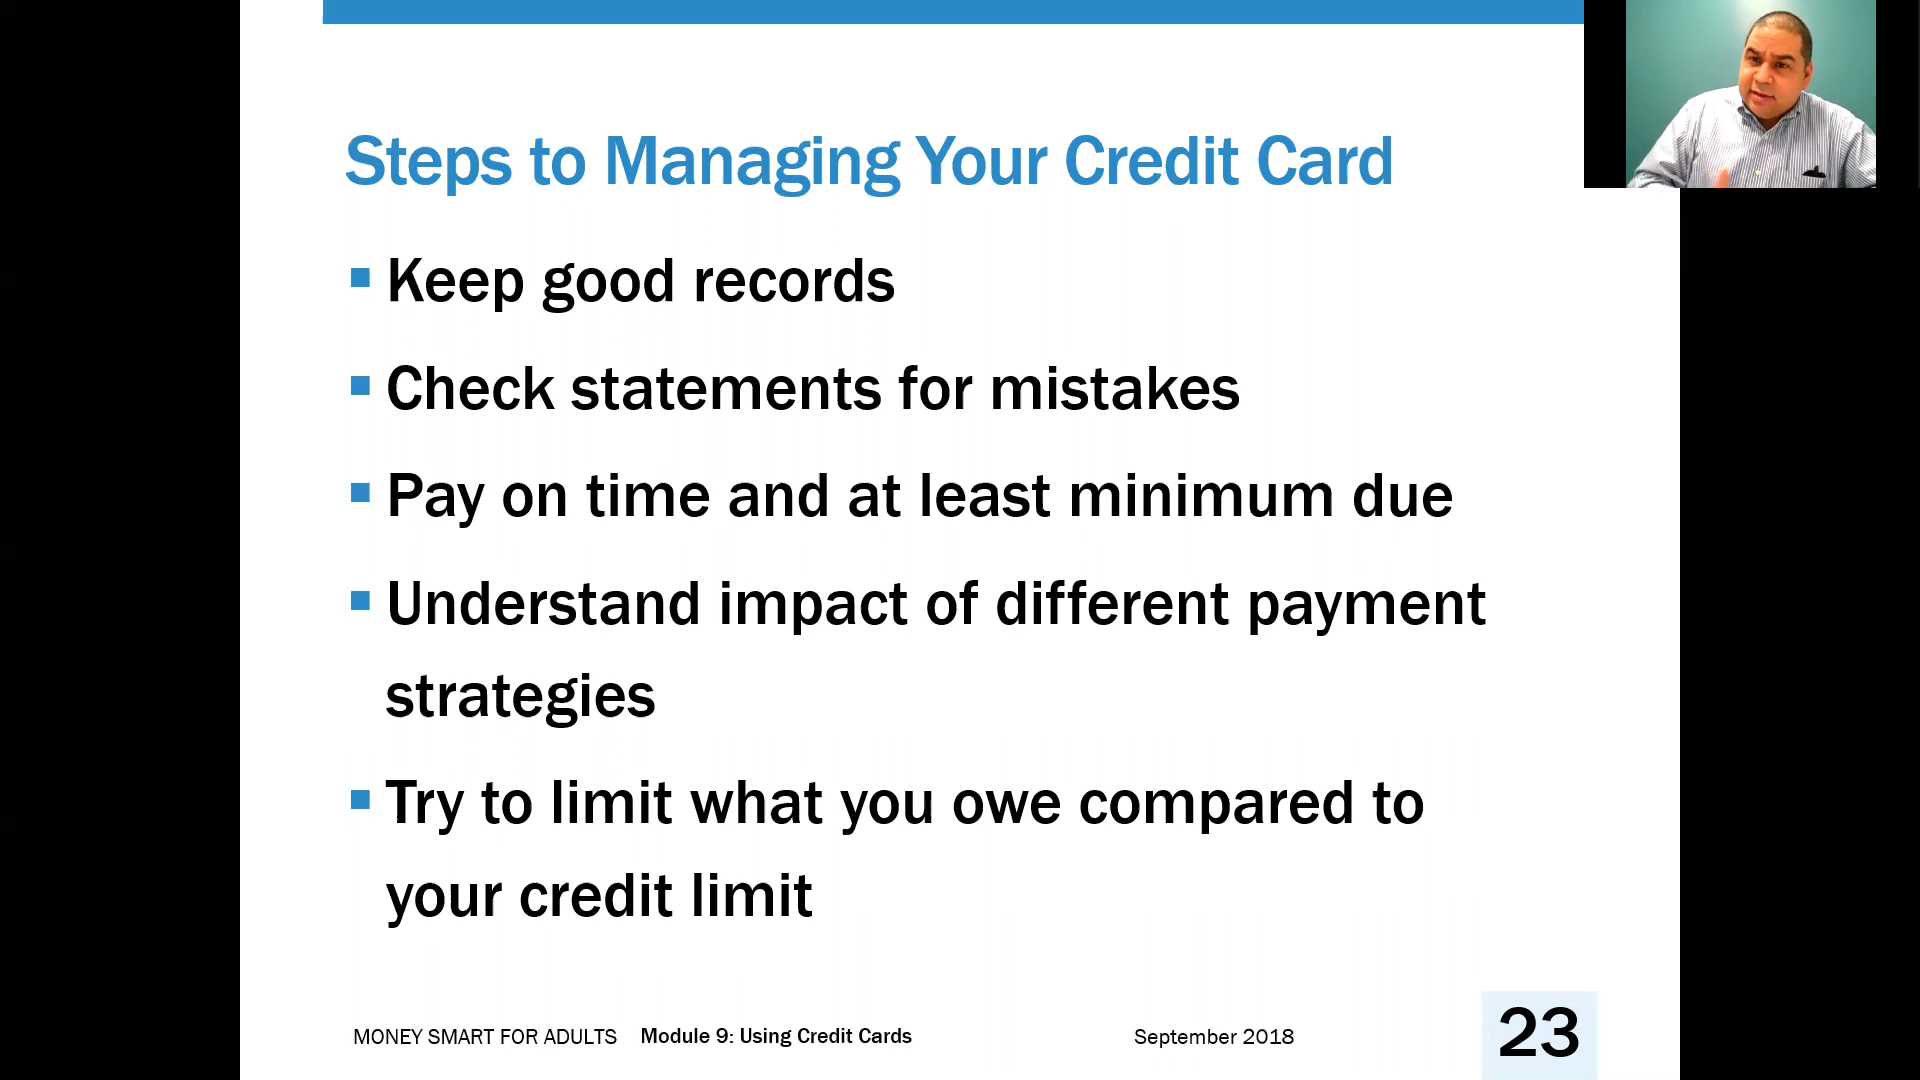 Steps to Managing Your Credit Card
▪ Keep good records
▪ Check statements for mistakes
▪ Pay on time and at least minimum due
▪ Understand impact of different payment
strategies
▪ Try to limit what you owe compared to
your credit limit
MONEY SMART FOR ADULTS Module 9: Using Credit Cards September 2018 23